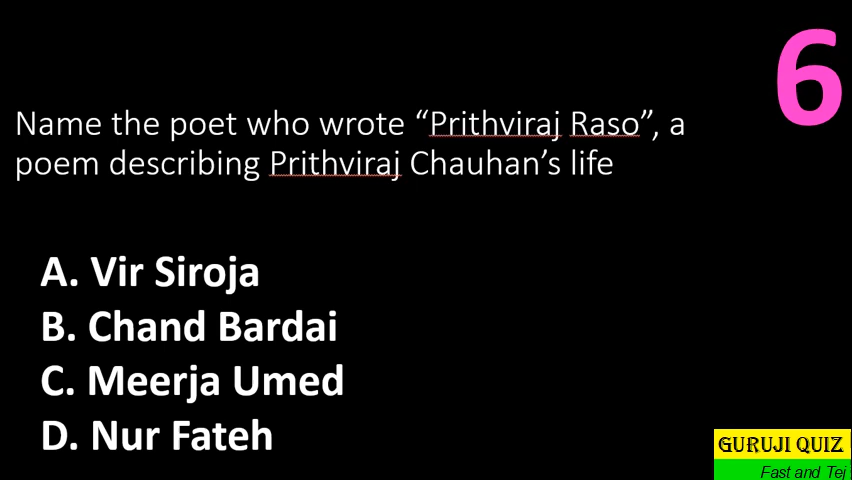 6
Name the poet who wrote “Prithviraj Raso”, a
poem describing Prithviraj Chauhan’s life
A. Vir Siroja
B. Chand Bardai
C. Meerja Umed
D. Nur Fateh
GURUJI QUIZ
Fast and Tej